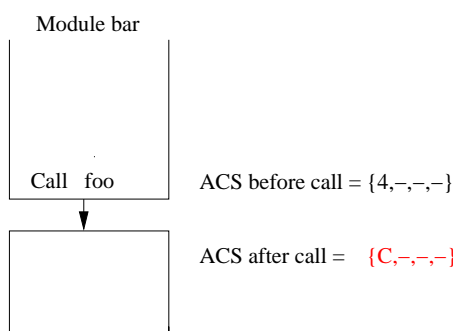 Module bar
Call foo
ACS before call = {4,−,−,−}
ACS after call = {C,−,−,−}